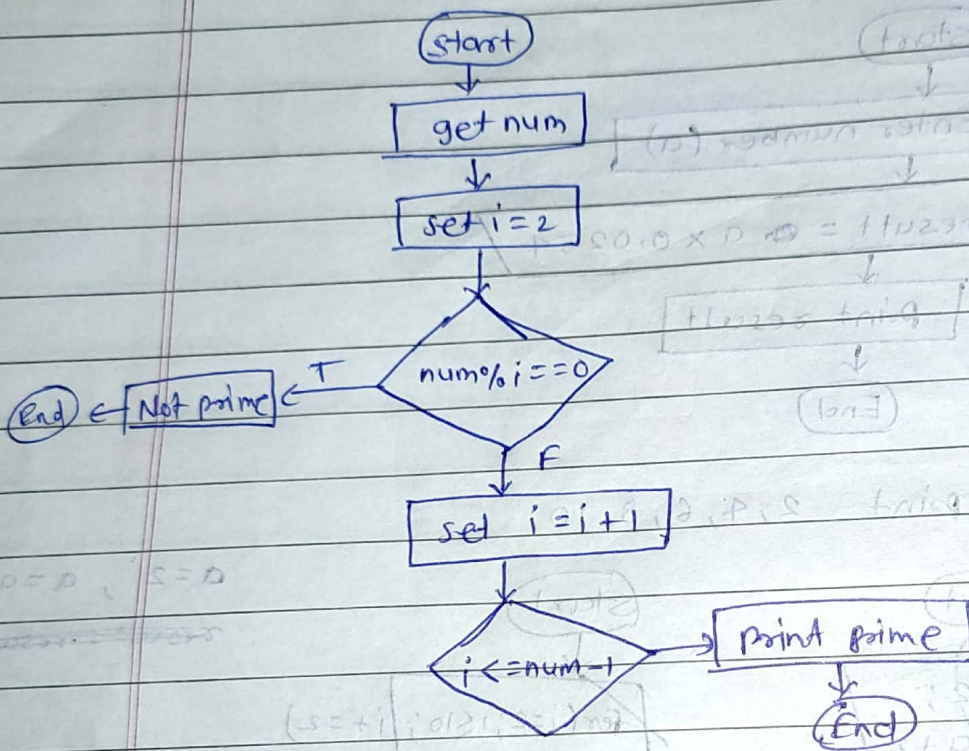 Start
get num
set i = 2
num % i == 0
T
Not prime
End
F
set i = i + 1
i <= num - 1
print prime
End